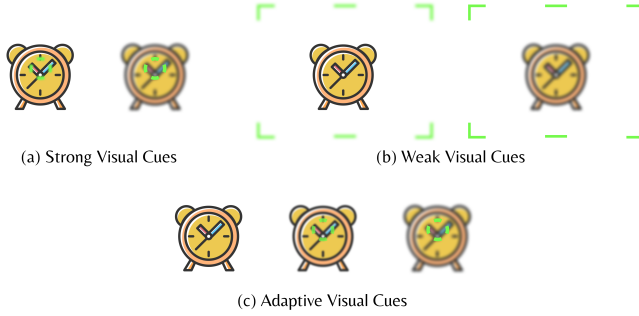 (a) Strong Visual Cues
(b) Weak Visual Cues
(c) Adaptive Visual Cues